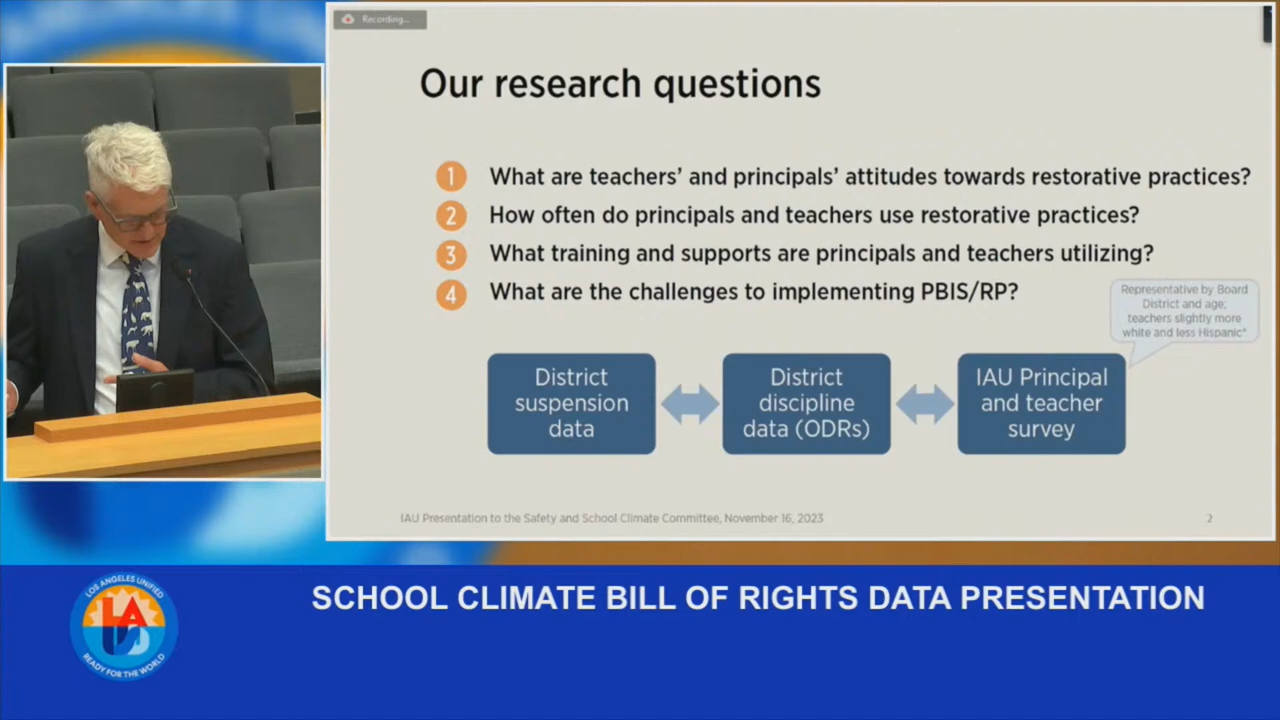 Recording...
Our research questions
1 What are teachers’ and principals’ attitudes towards restorative practices?
2 How often do principals and teachers use restorative practices?
3 What training and supports are principals and teachers utilizing?
4 What are the challenges to implementing PBIS/RP?
Representative by Board
District and age;
teachers slightly more
white and less Hispanic*
District
suspension
data
District
discipline
data (ODRs)
IAU Principal
and teacher
survey
IAU Presentation to the Safety and School Climate Committee, November 16, 2023
2
SCHOOL CLIMATE BILL OF RIGHTS DATA PRESENTATION
LOS ANGELES UNIFIED
LA
USD
READY FOR THE WORLD